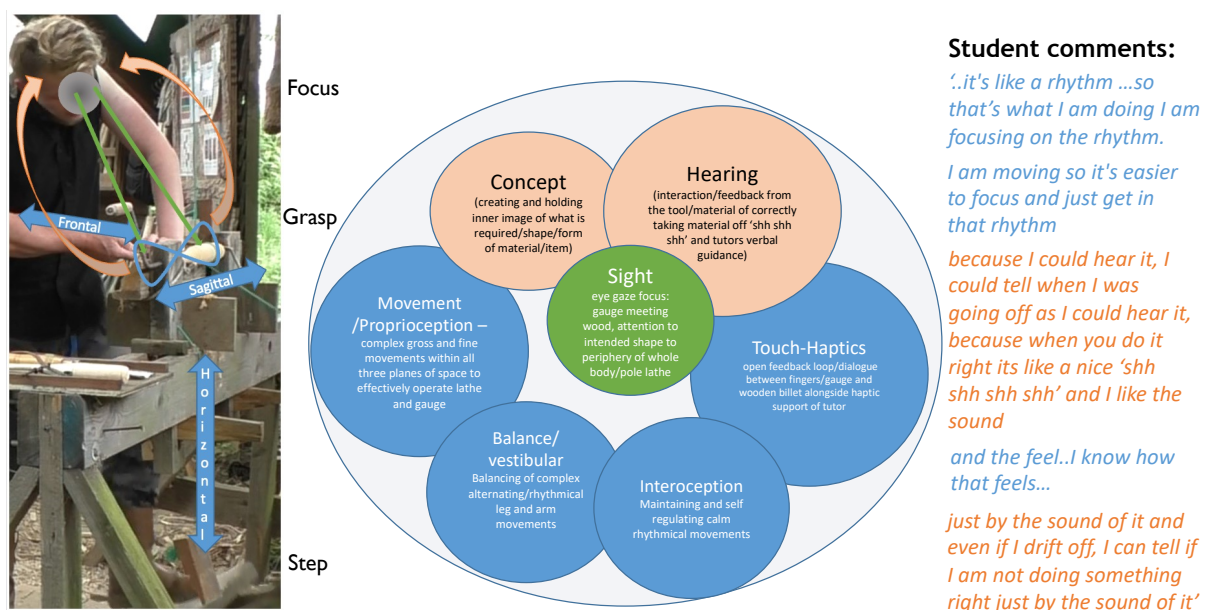 Frontal
Sagittal
Horizontal
Focus
Grasp
Step
Concept
(creating and holding
inner image of what is
required/shape/form
of material/item)
Hearing
(interaction/feedback from
the tool/material of correctly
taking material off ‘shh shh
shh’ and tutors verbal
guidance)
Sight
eye gaze focus:
gauge meeting
wood, attention to
intended shape to
periphery of whole
body/pole lathe
Movement
/Proprioception –
complex gross and fine
movements within all
three planes of space to
effectively operate lathe
and gauge
Touch-Haptics
open feedback loop/dialogue
between fingers/gauge and
wooden billet alongside haptic
support of tutor
Balance/
vestibular
Balancing of complex
alternating/rhythmical
leg and arm
movements
Interoception
Maintaining and self
regulating calm
rhythmical movements
Student comments:
‘..it's like a rhythm …so
that’s what I am doing I am
focusing on the rhythm.
I am moving so it's easier
to focus and just get in
that rhythm
because I could hear it, I
could tell when I was
going off as I could hear it,
because when you do it
right its like a nice ‘shh
shh shh shh’ and I like the
sound
and the feel..I know how
that feels…
just by the sound of it and
even if I drift off, I can tell if
I am not doing something
right just by the sound of it’